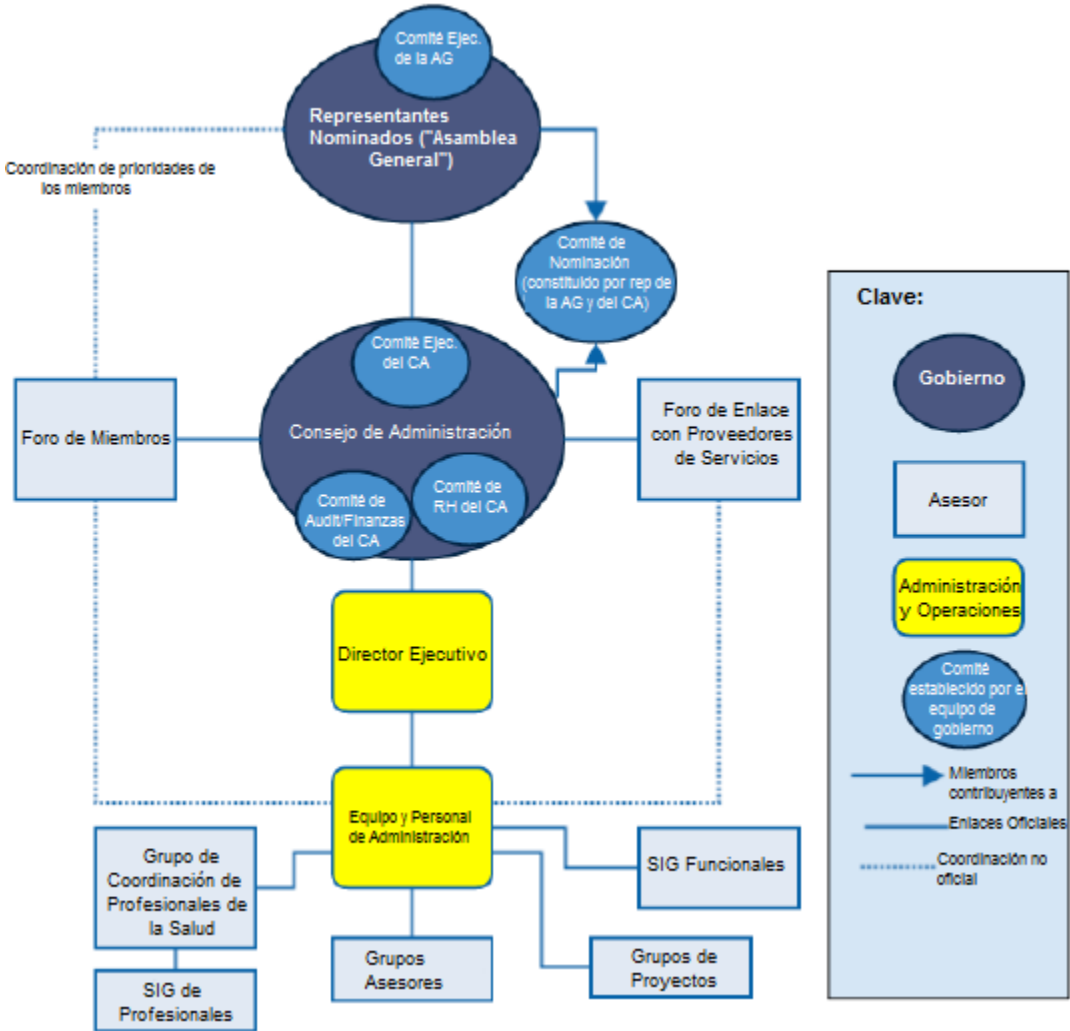 Comité Ejec.
de la AG
Representantes
Nominados ("Asamblea
General")
Coordinación de prioridades de
los miembros
Comité de
Nominación
(constituido por rep de
la AG y del CA)
Comité Ejec.
del CA
Foro de Miembros
Consejo de Administración
Foro de Enlace
con Proveedores
de Servicios
Comité de
Audit/Finanzas
del CA
Comité de
RH del CA
Director Ejecutivo
Equipo y Personal
de Administración
Grupo de
Coordinación de
Profesionales de
la Salud
SIG Funcionales
SIG de
Profesionales
Grupos
Asesores
Grupos de
Proyectos
Clave:
Gobierno
Asesor
Administración
y Operaciones
Comité
establecido por el
equipo de
gobierno
Miembros
contribuyentes a
Enlaces Oficiales
Coordinación no
oficial